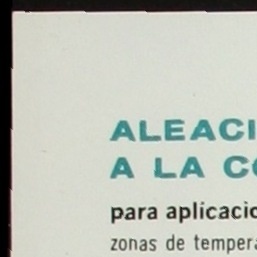 ALEACI
A LA CO
para aplicacio
zonas de tempera